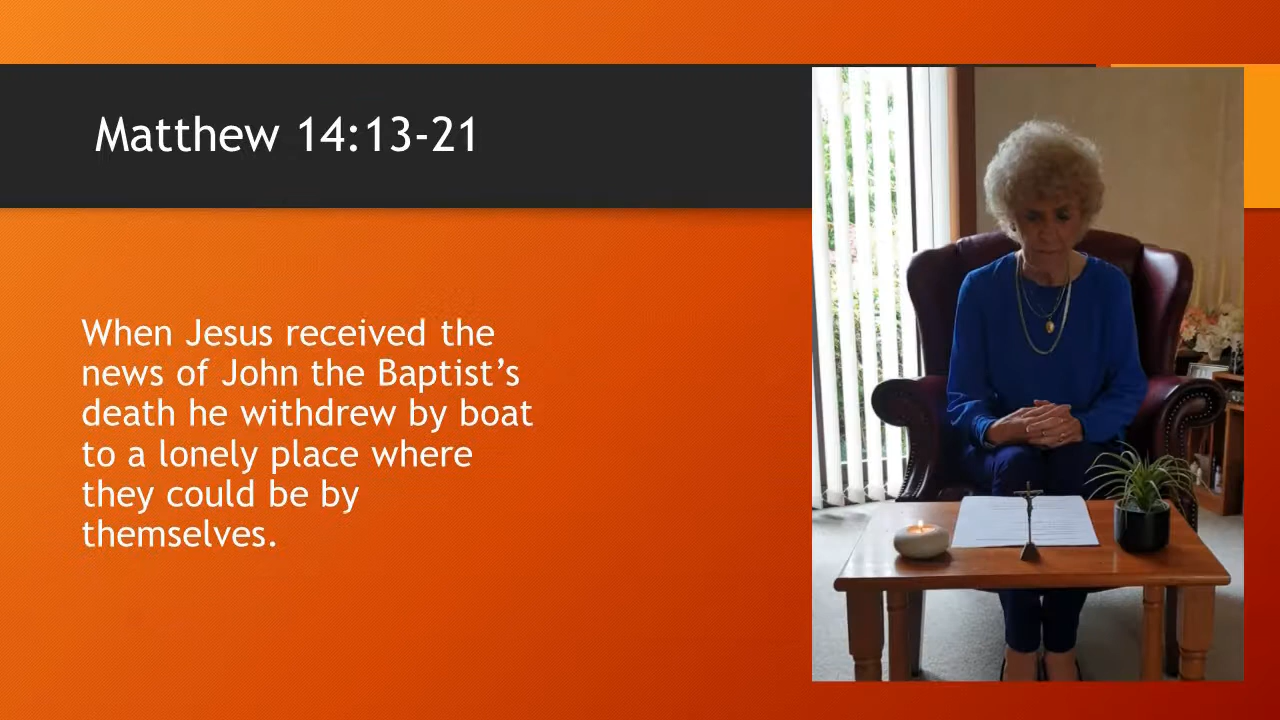 Matthew 14:13-21
When Jesus received the
news of John the Baptist’s
death he withdrew by boat
to a lonely place where
they could be by
themselves.